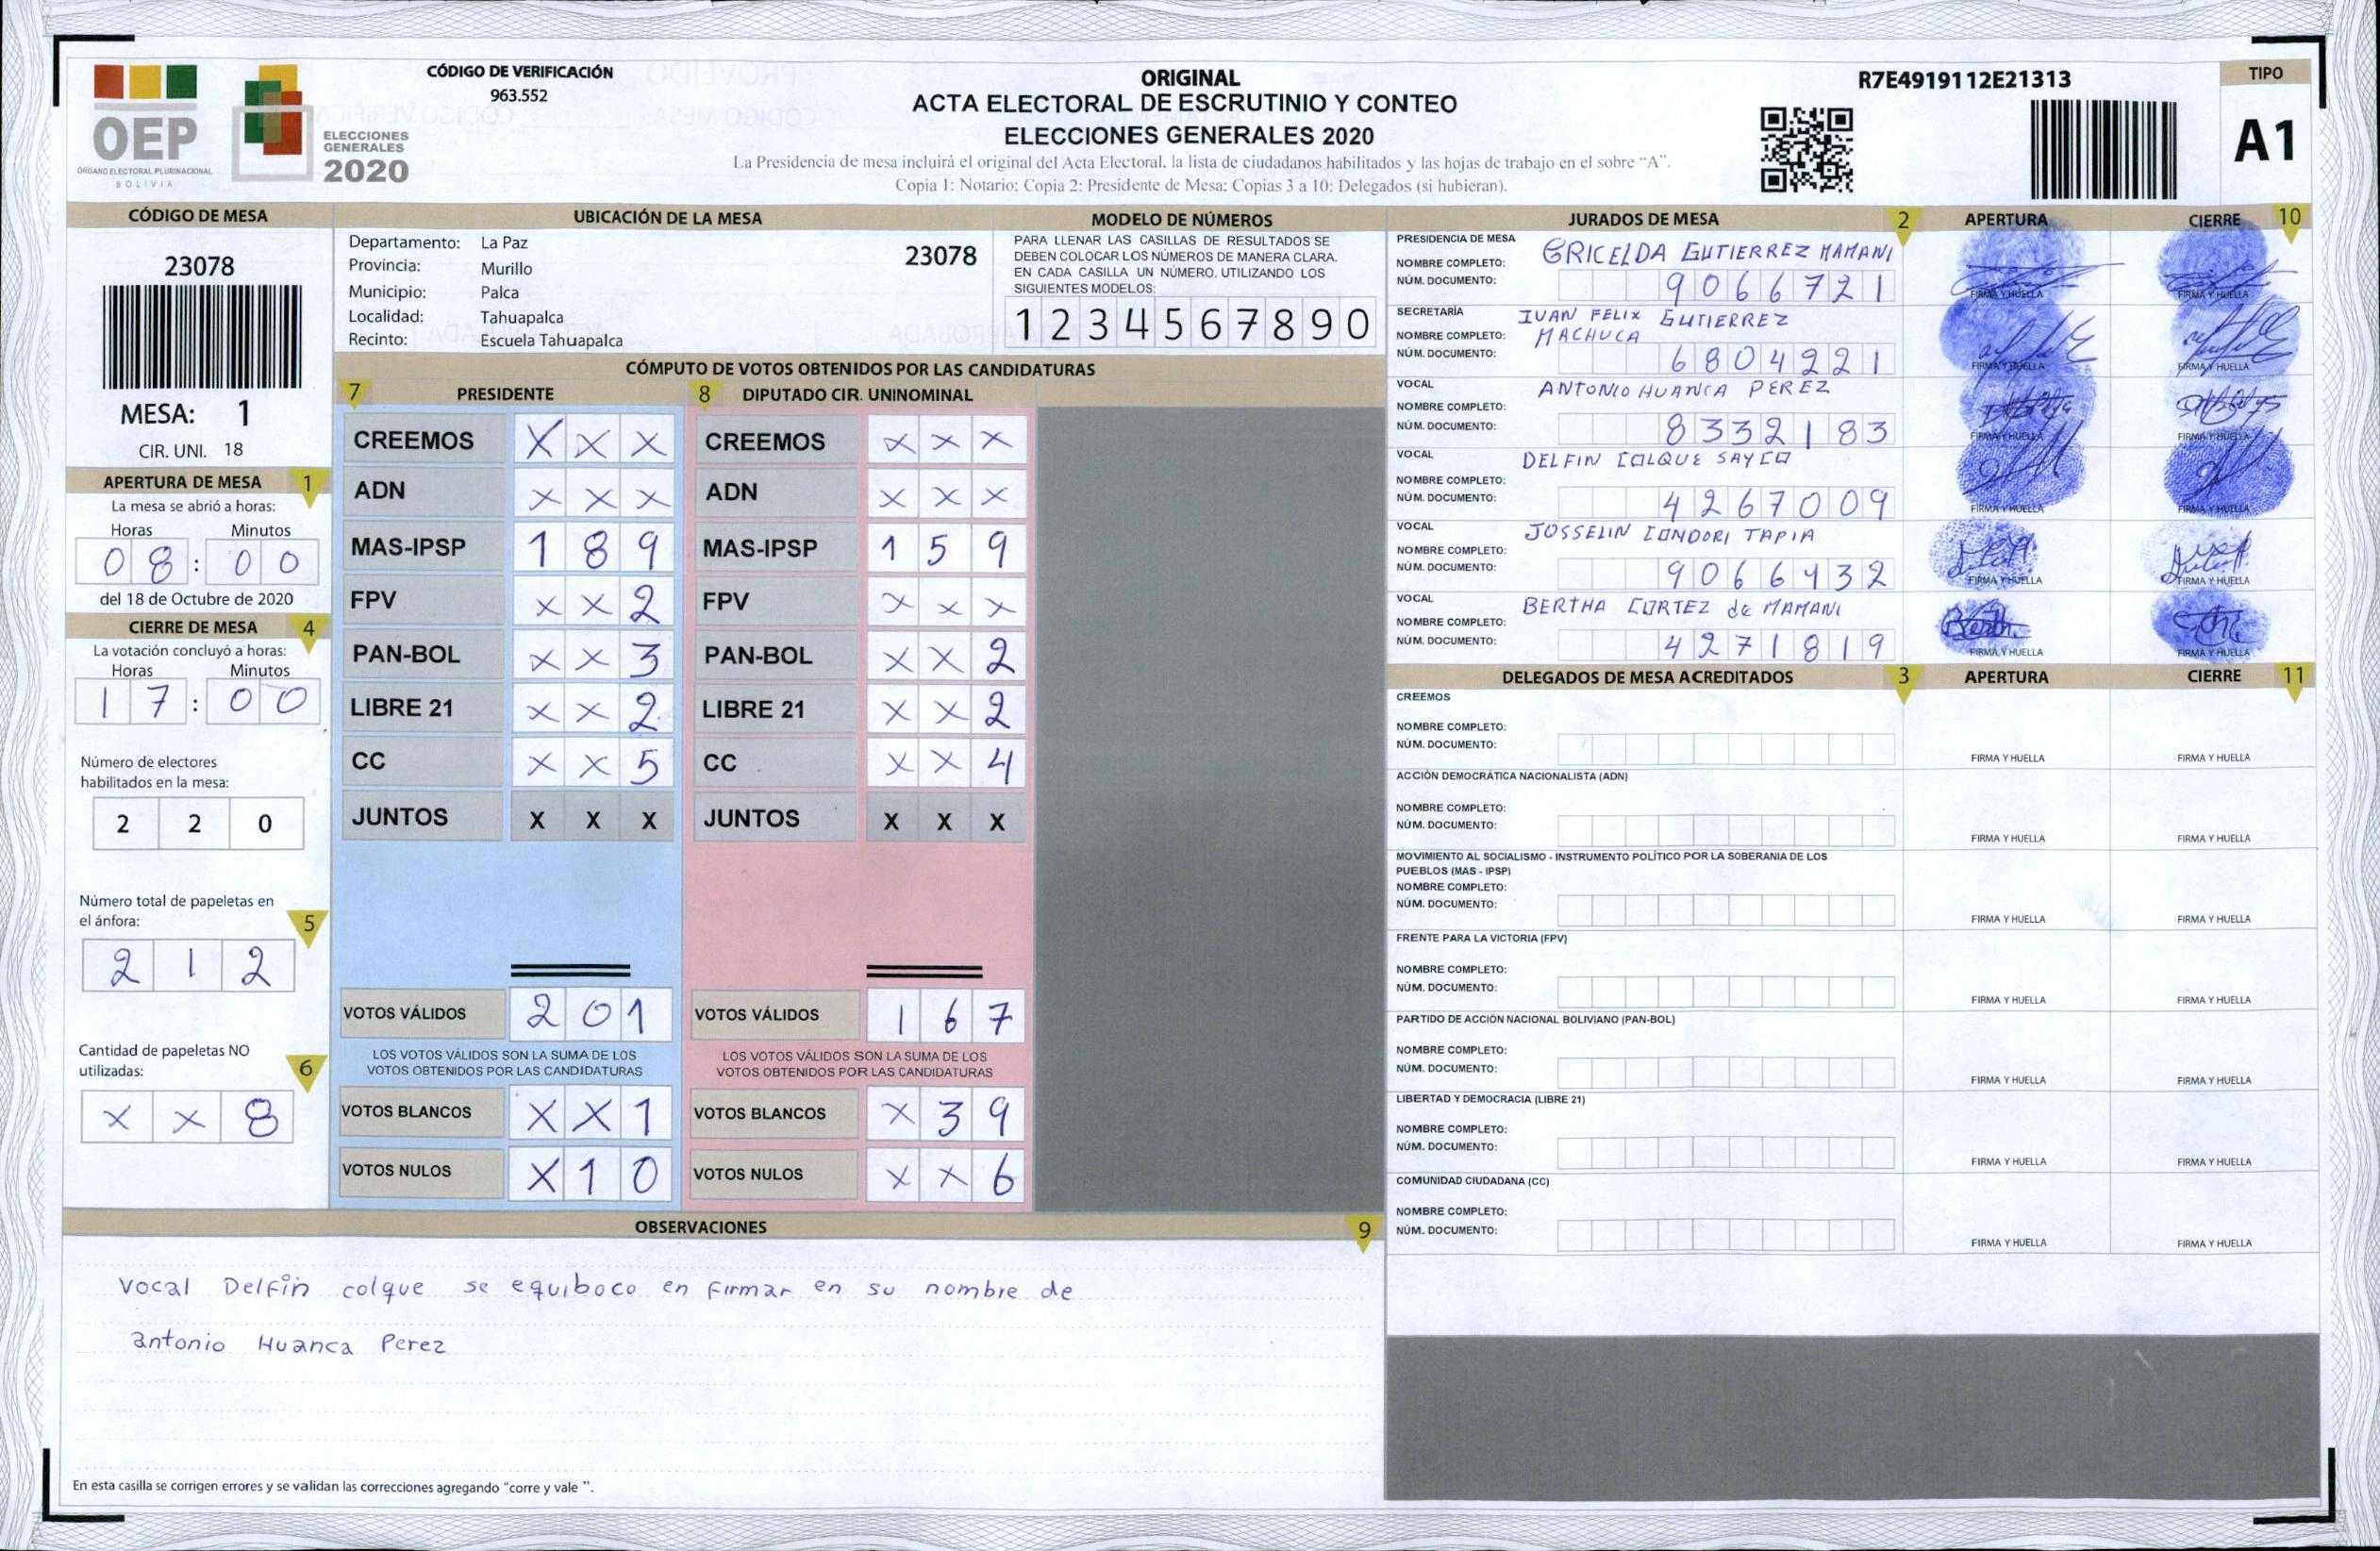 CÓDIGO DE VERIFICACIÓN
963.552
OEP
ÓRGANO ELECTORAL PLURINACIONAL
BOLIVIA
ELECCIONES
GENERALES
2020
ORIGINAL
ACTA ELECTORAL DE ESCRUTINIO Y CONTEO
ELECCIONES GENERALES 2020
La Presidencia de mesa incluirá el original del Acta Electoral, la lista de ciudadanos habilitados y las hojas de trabajo en el sobre "A".
Copia 1: Notario; Copia 2: Presidente de Mesa; Copias 3 a 10: Delegados (si hubieran).
R7E4919112E21313
TIPO
A1
CÓDIGO DE MESA
23078
MESA: 1
CIR. UNI. 18
APERTURA DE MESA 1
La mesa se abrió a horas:
Horas Minutos
08:00
del 18 de Octubre de 2020
CIERRE DE MESA 4
La votación concluyó a horas:
Horas Minutos
17:00
Número de electores
habilitados en la mesa:
2 2 0
Número total de papeletas en
el ánfora: 5
2 1 2
Cantidad de papeletas NO
utilizadas: 6
X X 8
UBICACIÓN DE LA MESA
Departamento: La Paz 23078
Provincia: Murillo
Municipio: Palca
Localidad: Tahuapalca
Recinto: Escuela Tahuapalca
MODELO DE NÚMEROS
PARA LLENAR LAS CASILLAS DE RESULTADOS SE
DEBEN COLOCAR LOS NÚMEROS DE MANERA CLARA.
EN CADA CASILLA UN NÚMERO, UTILIZANDO LOS
SIGUIENTES MODELOS:
1 2 3 4 5 6 7 8 9 0
CÓMPUTO DE VOTOS OBTENIDOS POR LAS CANDIDATURAS
7 PRESIDENTE
CREEMOS X X X
ADN X X X
MAS-IPSP 1 8 9
FPV X X 2
PAN-BOL X X 3
LIBRE 21 X X 2
CC X X 5
JUNTOS X X X
VOTOS VÁLIDOS 2 0 1
LOS VOTOS VÁLIDOS SON LA SUMA DE LOS
VOTOS OBTENIDOS POR LAS CANDIDATURAS
VOTOS BLANCOS X X 1
VOTOS NULOS X 1 0
8 DIPUTADO CIR. UNINOMINAL
CREEMOS X X X
ADN X X X
MAS-IPSP 1 5 9
FPV X X X
PAN-BOL X X 2
LIBRE 21 X X 2
CC X X 4
JUNTOS X X X
VOTOS VÁLIDOS 1 6 7
LOS VOTOS VÁLIDOS SON LA SUMA DE LOS
VOTOS OBTENIDOS POR LAS CANDIDATURAS
VOTOS BLANCOS X 3 9
VOTOS NULOS X X 6
OBSERVACIONES 9
Vocal Delfin colque se equiboco en firmar en su nombre de
antonio Huanca Perez
En esta casilla se corrigen errores y se validan las correcciones agregando "corre y vale ".
JURADOS DE MESA 2 APERTURA CIERRE 10
PRESIDENCIA DE MESA
NOMBRE COMPLETO: GRICELDA GUTIERREZ MAMANI
NÚM. DOCUMENTO: 9066721
FIRMA Y HUELLA FIRMA Y HUELLA
SECRETARÍA
NOMBRE COMPLETO: IVAN FELIX GUTIERREZ
MACHUCA
NÚM. DOCUMENTO: 6804221
FIRMA Y HUELLA FIRMA Y HUELLA
VOCAL
NOMBRE COMPLETO: ANTONIO HUANCA PEREZ
NÚM. DOCUMENTO: 8332183
FIRMA Y HUELLA FIRMA Y HUELLA
VOCAL
NOMBRE COMPLETO: DELFIN COLQUE SAYCO
NÚM. DOCUMENTO: 4267009
FIRMA Y HUELLA FIRMA Y HUELLA
VOCAL
NOMBRE COMPLETO: JOSSELIN CONDORI TAPIA
NÚM. DOCUMENTO: 9066432
FIRMA Y HUELLA FIRMA Y HUELLA
VOCAL
NOMBRE COMPLETO: BERTHA CORTEZ de MAMANI
NÚM. DOCUMENTO: 4271819
FIRMA Y HUELLA FIRMA Y HUELLA
DELEGADOS DE MESA ACREDITADOS 3 APERTURA CIERRE 11
CREEMOS
NOMBRE COMPLETO:
NÚM. DOCUMENTO:
FIRMA Y HUELLA FIRMA Y HUELLA
ACCIÓN DEMOCRÁTICA NACIONALISTA (ADN)
NOMBRE COMPLETO:
NÚM. DOCUMENTO:
FIRMA Y HUELLA FIRMA Y HUELLA
MOVIMIENTO AL SOCIALISMO - INSTRUMENTO POLÍTICO POR LA SOBERANIA DE LOS
PUEBLOS (MAS - IPSP)
NOMBRE COMPLETO:
NÚM. DOCUMENTO:
FIRMA Y HUELLA FIRMA Y HUELLA
FRENTE PARA LA VICTORIA (FPV)
NOMBRE COMPLETO:
NÚM. DOCUMENTO:
FIRMA Y HUELLA FIRMA Y HUELLA
PARTIDO DE ACCIÓN NACIONAL BOLIVIANO (PAN-BOL)
NOMBRE COMPLETO:
NÚM. DOCUMENTO:
FIRMA Y HUELLA FIRMA Y HUELLA
LIBERTAD Y DEMOCRACIA (LIBRE 21)
NOMBRE COMPLETO:
NÚM. DOCUMENTO:
FIRMA Y HUELLA FIRMA Y HUELLA
COMUNIDAD CIUDADANA (CC)
NOMBRE COMPLETO:
NÚM. DOCUMENTO:
FIRMA Y HUELLA FIRMA Y HUELLA